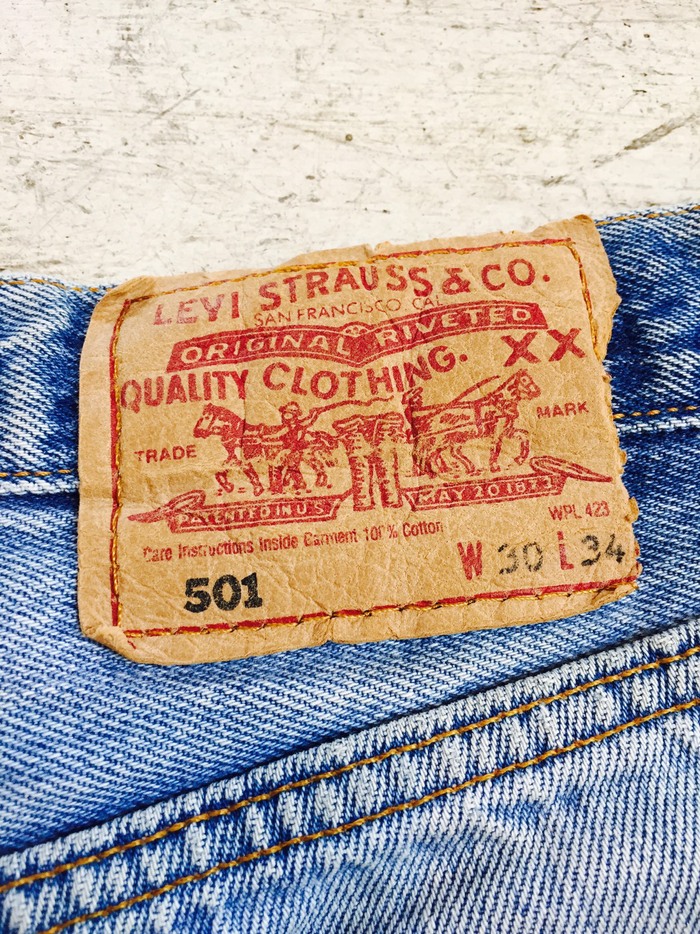 LEVI STRAUSS & CO.
SAN FRANCISCO CAL
ORIGINAL RIVETED
QUALITY CLOTHING. XX
TRADE MARK
PATENTED IN U.S. MAY 20 1873
WPL 423
Care Instructions Inside Garment 100% Cotton
W 30 L 34
501